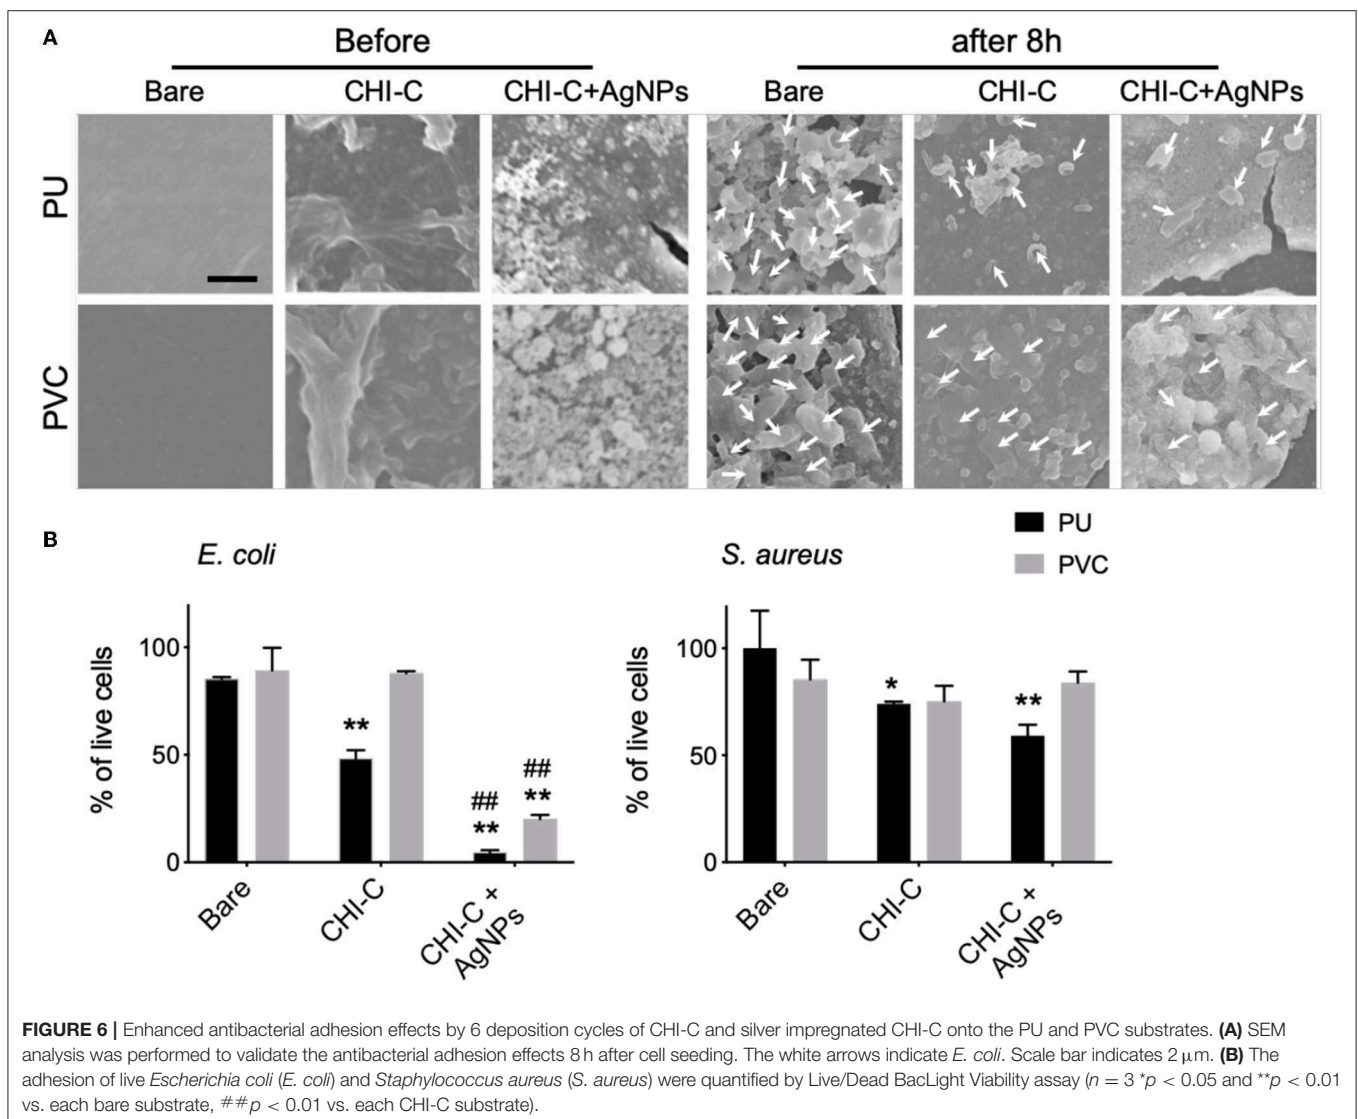 A
Before
after 8h
Bare
CHI-C
CHI-C+AgNPs
Bare
CHI-C
CHI-C+AgNPs
PU
PVC
B
PU
PVC
E. coli
% of live cells
100
50
0
**
##
**
##
**
Bare
CHI-C
CHI-C +
AgNPs
S. aureus
% of live cells
100
50
0
*
**
Bare
CHI-C
CHI-C +
AgNPs
FIGURE 6 | Enhanced antibacterial adhesion effects by 6 deposition cycles of CHI-C and silver impregnated CHI-C onto the PU and PVC substrates. (A) SEM
analysis was performed to validate the antibacterial adhesion effects 8 h after cell seeding. The white arrows indicate E. coli. Scale bar indicates 2 μm. (B) The
adhesion of live Escherichia coli (E. coli) and Staphylococcus aureus (S. aureus) were quantified by Live/Dead BacLight Viability assay (n = 3 *p < 0.05 and **p < 0.01
vs. each bare substrate, ##p < 0.01 vs. each CHI-C substrate).